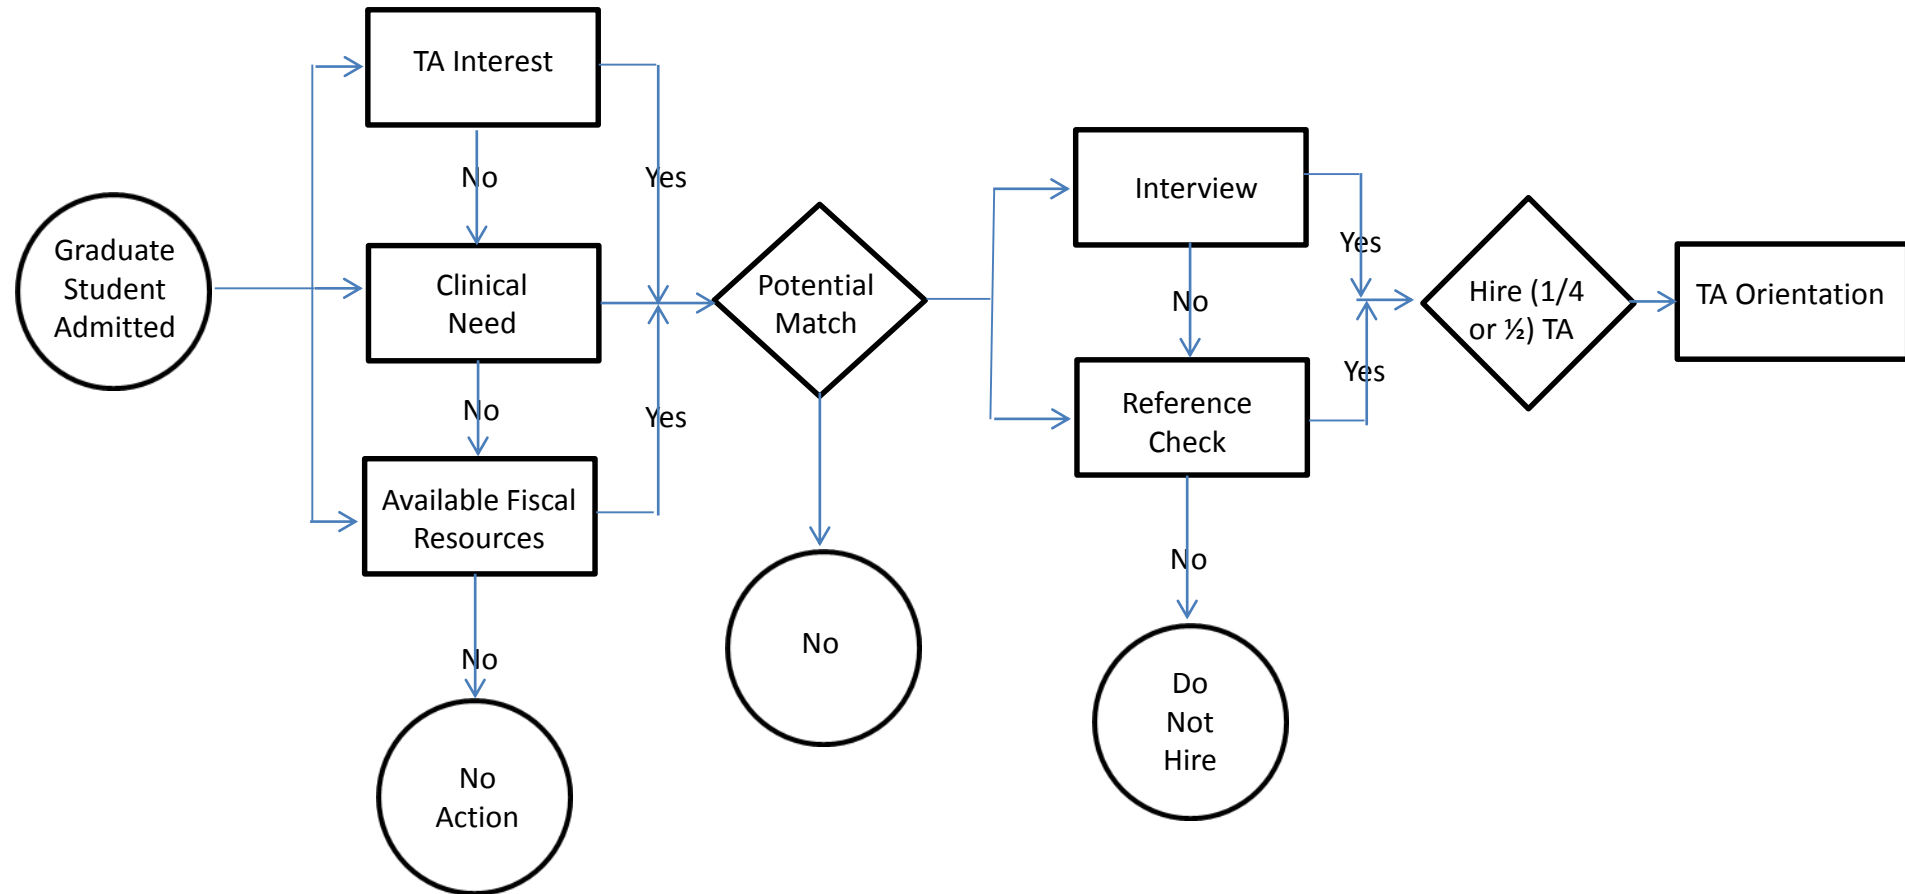 TA Interest
No
Yes
Graduate
Student
Admitted
Clinical
Need
No
Yes
Available Fiscal
Resources
No
No
Action
Potential
Match
No
Interview
No
Yes
Reference
Check
Yes
No
Do
Not
Hire
Hire (1/4
or ½) TA
TA Orientation